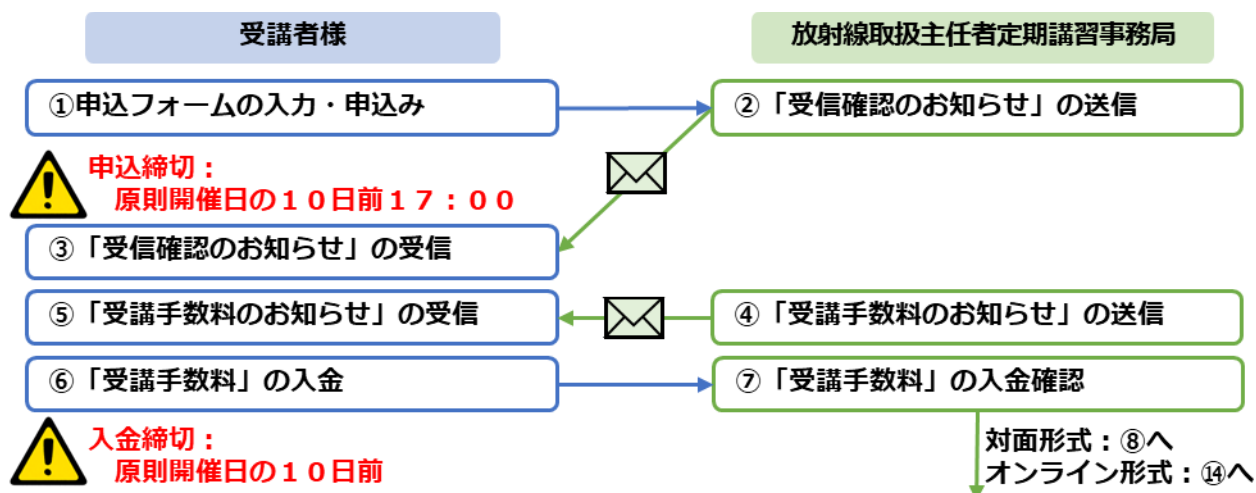 受講者様
放射線取扱主任者定期講習事務局
①申込フォームの入力・申込み
②「受信確認のお知らせ」の送信
申込締切：
原則開催日の１０日前１７：００
③「受信確認のお知らせ」の受信
⑤「受講手数料のお知らせ」の受信
④「受講手数料のお知らせ」の送信
⑥「受講手数料」の入金
⑦「受講手数料」の入金確認
入金締切：
原則開催日の１０日前
対面形式：⑧へ
オンライン形式：⑭へ